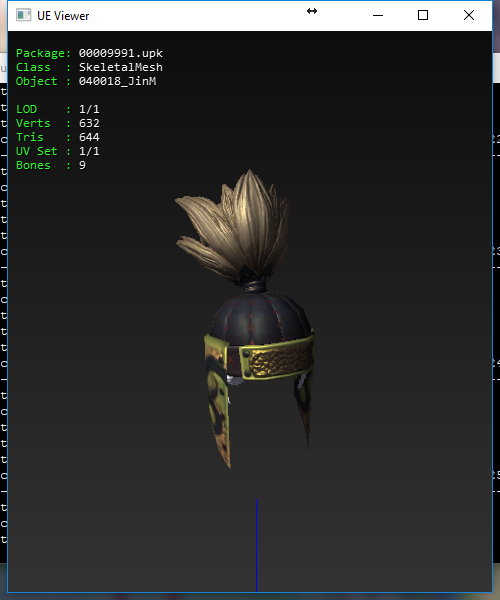 UE Viewer
Package: 00009991.upk
Class  : SkeletalMesh
Object : 040018_JinM
LOD    : 1/1
Verts  : 632
Tris   : 644
UV Set : 1/1
Bones  : 9